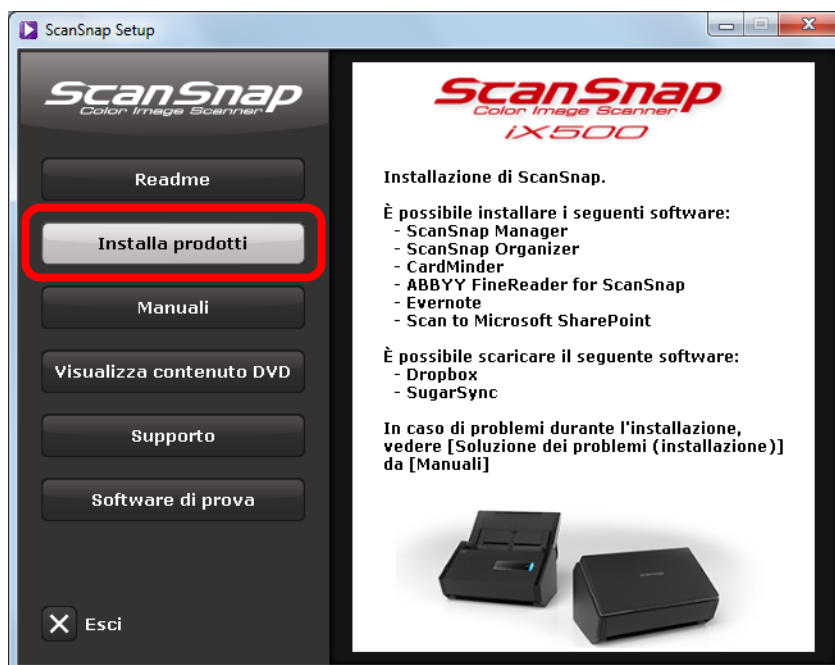 ScanSnap Setup
ScanSnap
Color Image Scanner
Readme
Installa prodotti
Manuali
Visualizza contenuto DVD
Supporto
Software di prova
Esci
ScanSnap
Color Image Scanner
iX500
Installazione di ScanSnap.
È possibile installare i seguenti software:
- ScanSnap Manager
- ScanSnap Organizer
- CardMinder
- ABBYY FineReader for ScanSnap
- Evernote
- Scan to Microsoft SharePoint
È possibile scaricare il seguente software:
- Dropbox
- SugarSync
In caso di problemi durante l'installazione,
vedere [Soluzione dei problemi (installazione)]
da [Manuali]